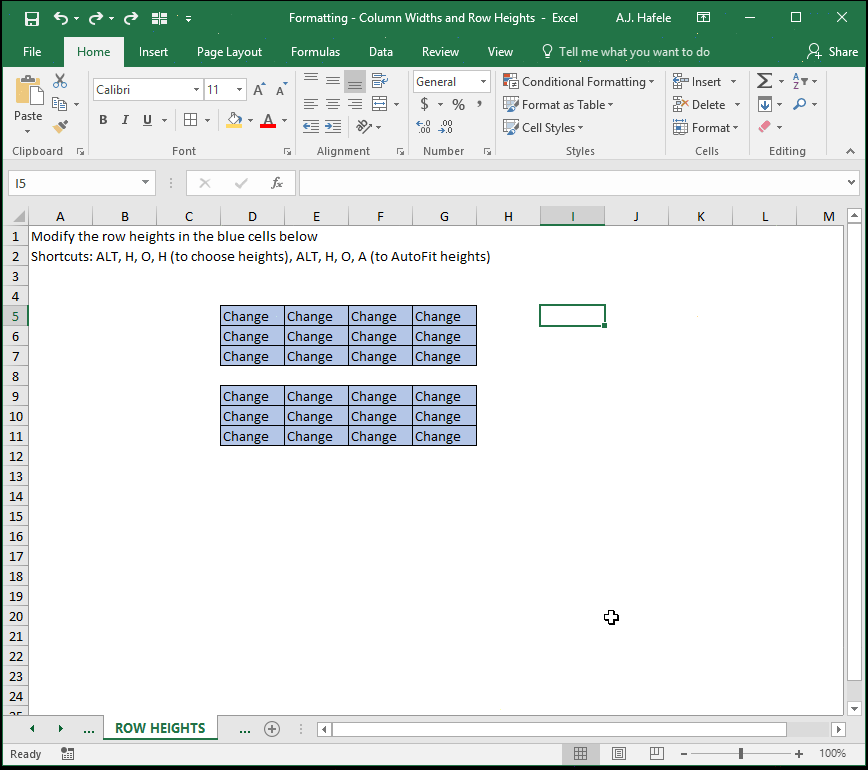 Formatting - Column Widths and Row Heights - Excel A.J. Hafele
File Home Insert Page Layout Formulas Data Review View Tell me what you want to do Share
Calibri 11 General Conditional Formatting Insert Σ
Paste $ % , Format as Table Delete
B I U A Cell Styles Format
Clipboard Font Alignment Number Styles Cells Editing
I5 fx
A B C D E F G H I J K L M
1 Modify the row heights in the blue cells below
2 Shortcuts: ALT, H, O, H (to choose heights), ALT, H, O, A (to AutoFit heights)
3
4
5 Change Change Change Change
6 Change Change Change Change
7 Change Change Change Change
8
9 Change Change Change Change
10 Change Change Change Change
11 Change Change Change Change
12
13
14
15
16
17
18
19
20
21
22
23
24
25
... ROW HEIGHTS ...
Ready 100%